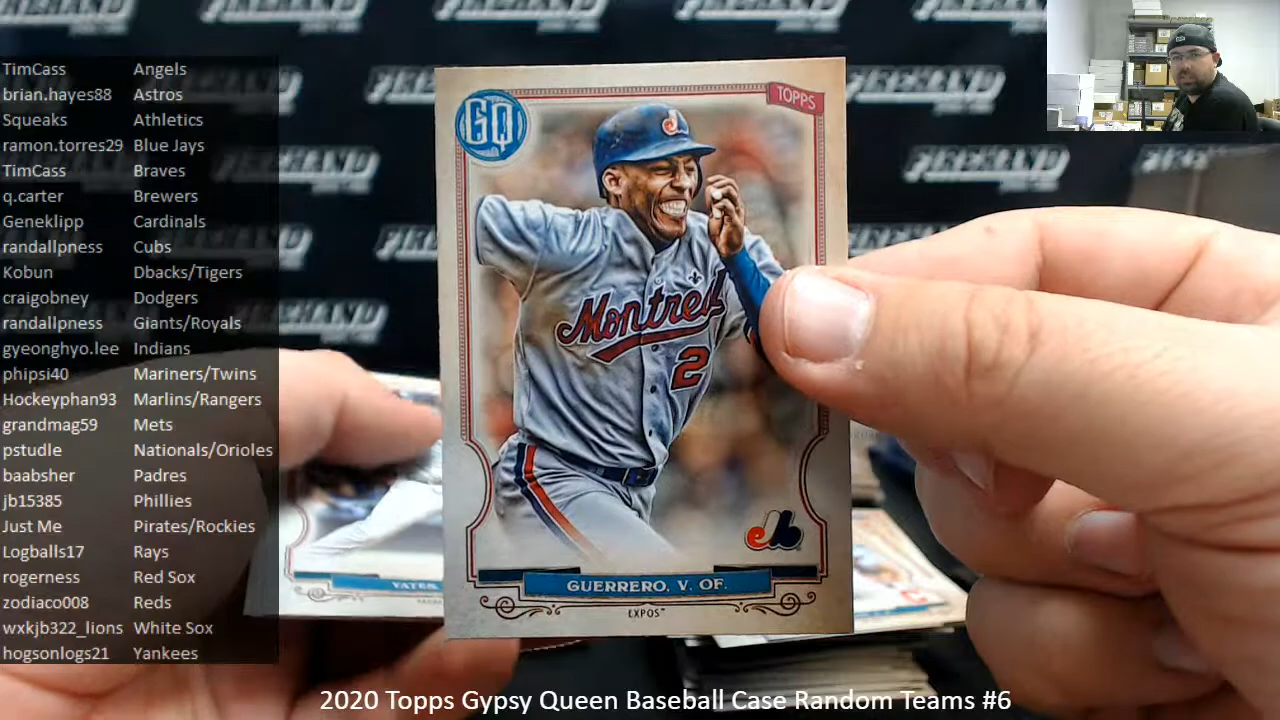 TimCass Angels
brian.hayes88 Astros
Squeaks Athletics
ramon.torres29 Blue Jays
TimCass Braves
q.carter Brewers
Geneklipp Cardinals
randallpness Cubs
Kobun Dbacks/Tigers
craigobney Dodgers
randallpness Giants/Royals
gyeonghyo.lee Indians
phipsi40 Mariners/Twins
Hockeyphan93 Marlins/Rangers
grandmag59 Mets
pstudle Nationals/Orioles
baabsher Padres
jb15385 Phillies
Just Me Pirates/Rockies
Logballs17 Rays
rogerness Red Sox
zodiaco008 Reds
wxkjb322_lions White Sox
hogsonlogs21 Yankees
GQ
TOPPS
Montreal
2
GUERRERO, V. OF.
EXPOS™
YATES
FREEHAND
FREEHAND
FREEHAND
2020 Topps Gypsy Queen Baseball Case Random Teams #6